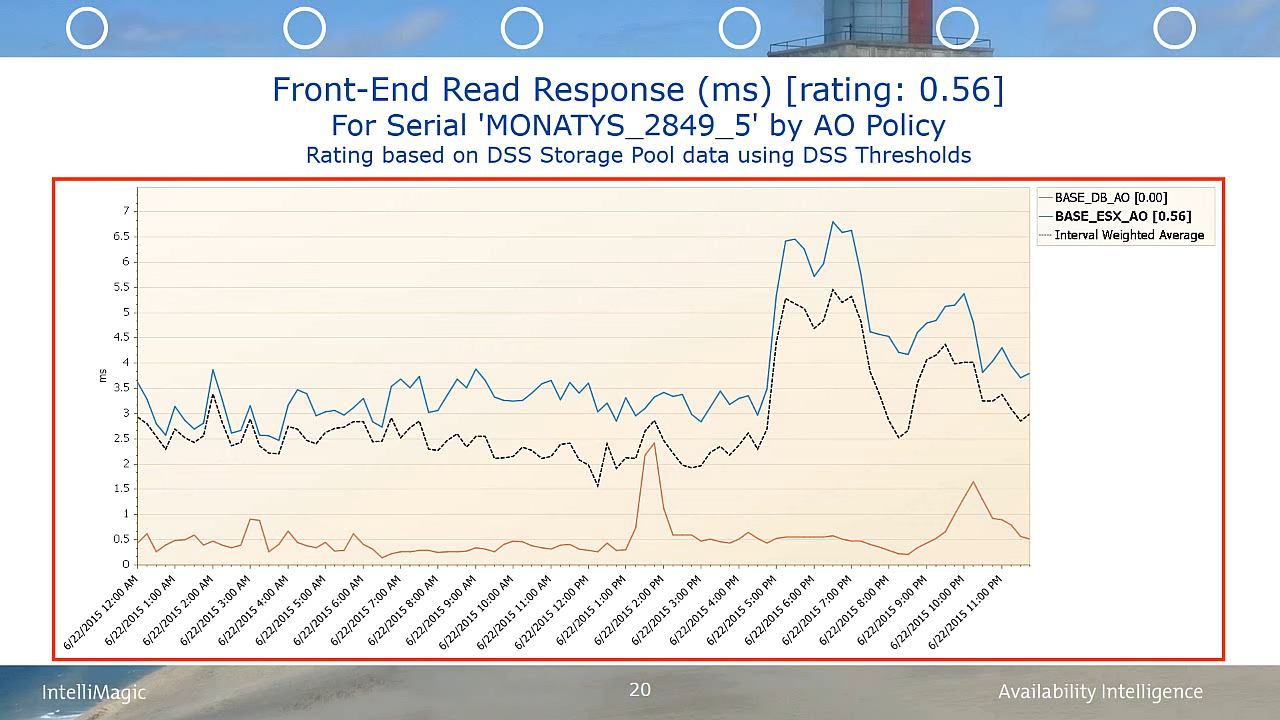 Front-End Read Response (ms) [rating: 0.56]
For Serial 'MONATYS_2849_5' by AO Policy
Rating based on DSS Storage Pool data using DSS Thresholds
BASE_DB_AO [0.00]
BASE_ESX_AO [0.56]
Interval Weighted Average
7
6.5
6
5.5
5
4.5
4
3.5
3
2.5
2
1.5
1
0.5
0
ms
6/22/2015 12:00 AM
6/22/2015 1:00 AM
6/22/2015 2:00 AM
6/22/2015 3:00 AM
6/22/2015 4:00 AM
6/22/2015 5:00 AM
6/22/2015 6:00 AM
6/22/2015 7:00 AM
6/22/2015 8:00 AM
6/22/2015 9:00 AM
6/22/2015 10:00 AM
6/22/2015 11:00 AM
6/22/2015 12:00 PM
6/22/2015 1:00 PM
6/22/2015 2:00 PM
6/22/2015 3:00 PM
6/22/2015 4:00 PM
6/22/2015 5:00 PM
6/22/2015 6:00 PM
6/22/2015 7:00 PM
6/22/2015 8:00 PM
6/22/2015 9:00 PM
6/22/2015 10:00 PM
6/22/2015 11:00 PM
IntelliMagic
20
Availability Intelligence